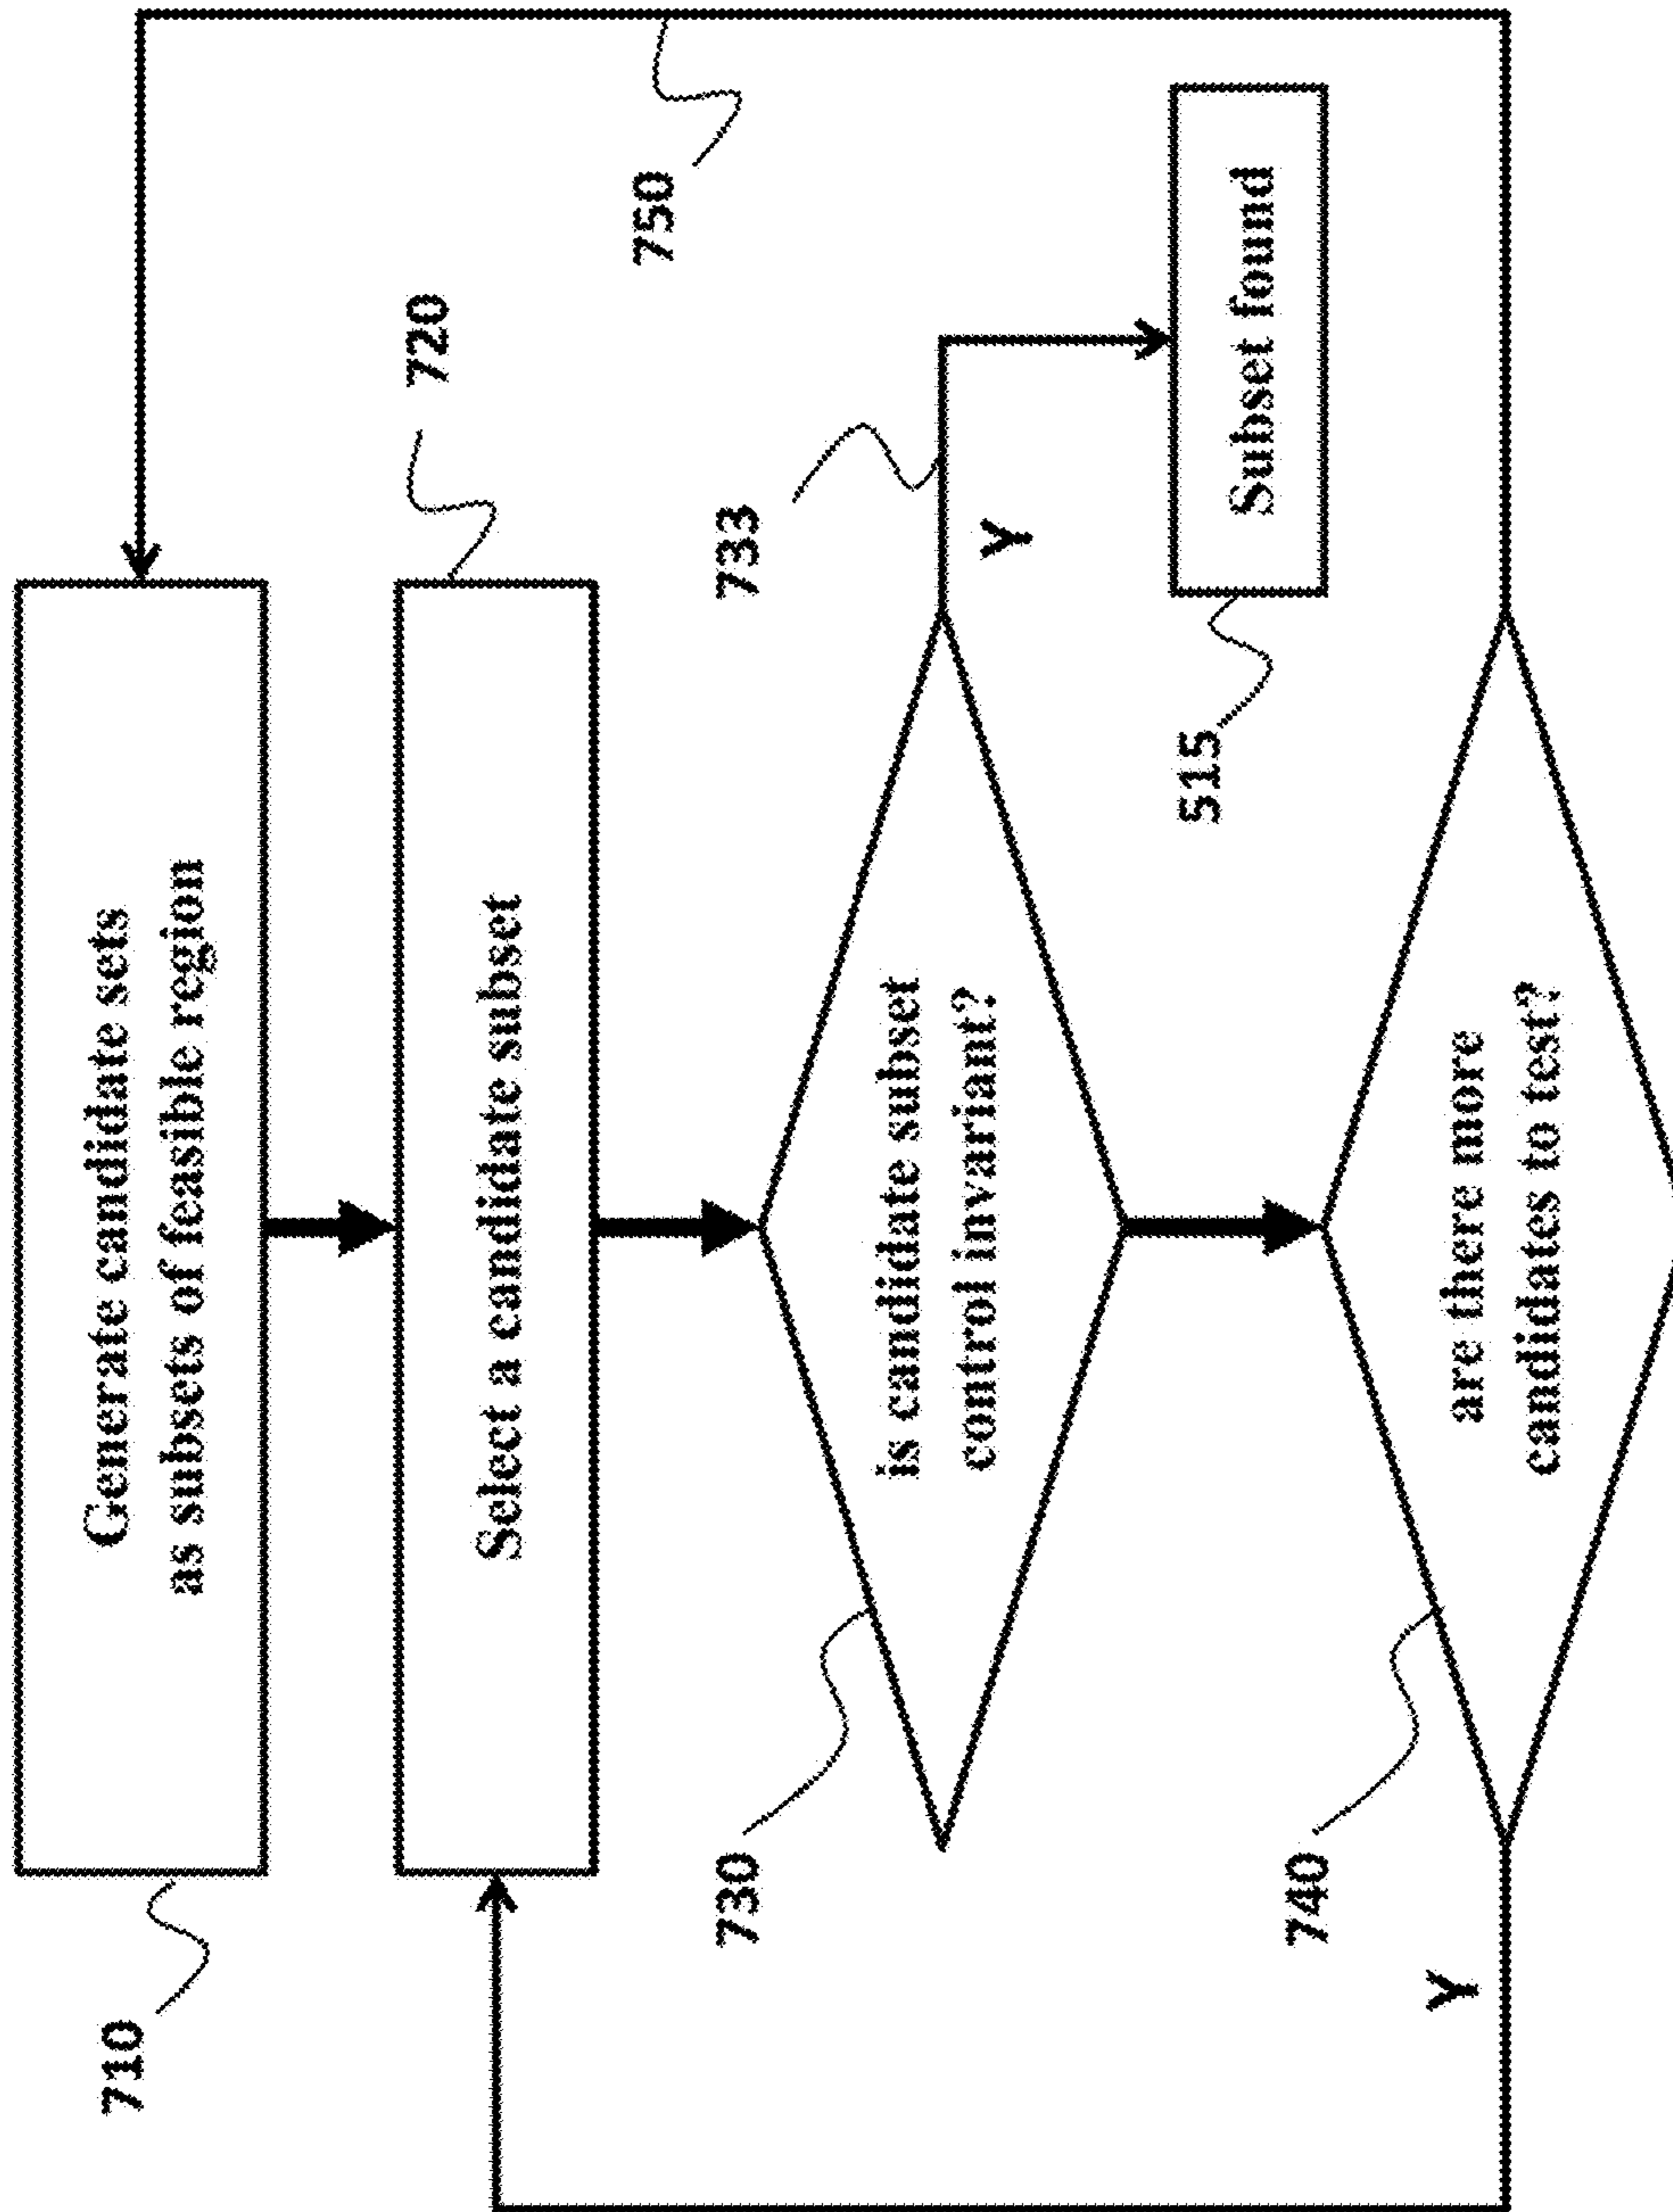 710
Generate candidate sets
as subsets of feasible region
Select a candidate subset
720
730
is candidate subset
control invariant?
733
Y
750
515
Subset found
740
are there more
candidates to test?
Y